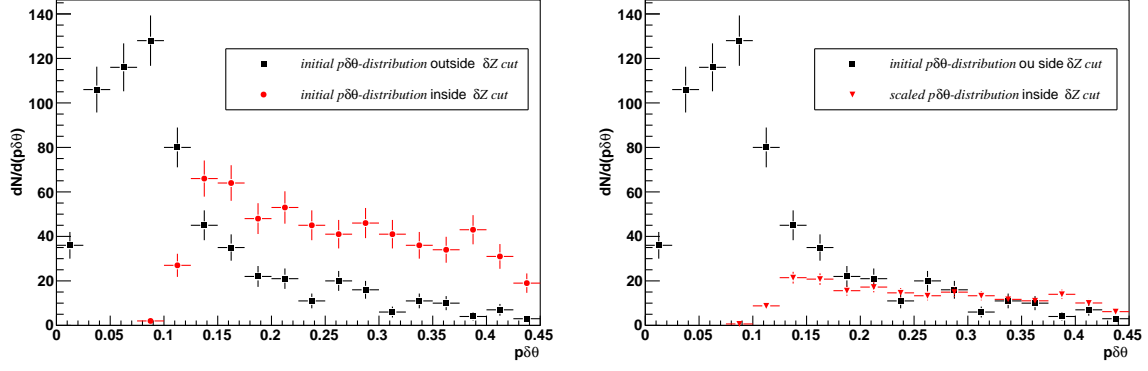 dN/d(pδθ)
140
120
100
80
60
40
20
0
initial pδθ-distribution outside δZ cut
initial pδθ-distribution inside δZ cut
0 0.05 0.1 0.15 0.2 0.25 0.3 0.35 0.4 0.45
pδθ
dN/d(pδθ)
140
120
100
80
60
40
20
0
initial pδθ-distribution ou side δZ cut
scaled pδθ-distribution inside δZ cut
0 0.05 0.1 0.15 0.2 0.25 0.3 0.35 0.4 0.45
pδθ